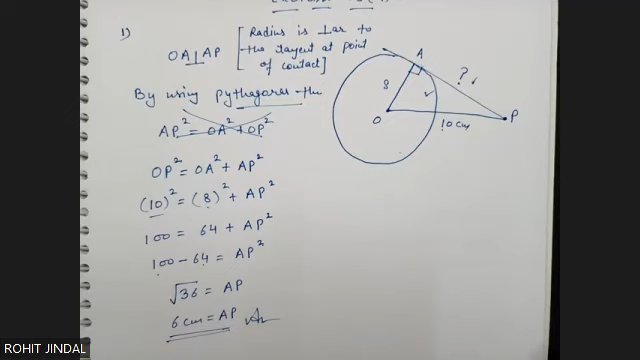 1)
OA⊥AP [Radius is ⊥ar to
the tangent at point
of contact]
By using pythagores the
AP² = OA² + OP²
OP² = OA² + AP²
(10)² = (8)² + AP²
100 = 64 + AP²
100 - 64 = AP²
√36 = AP
6 cm = AP
A
8
?
O
P
10 cm
ROHIT JINDAL